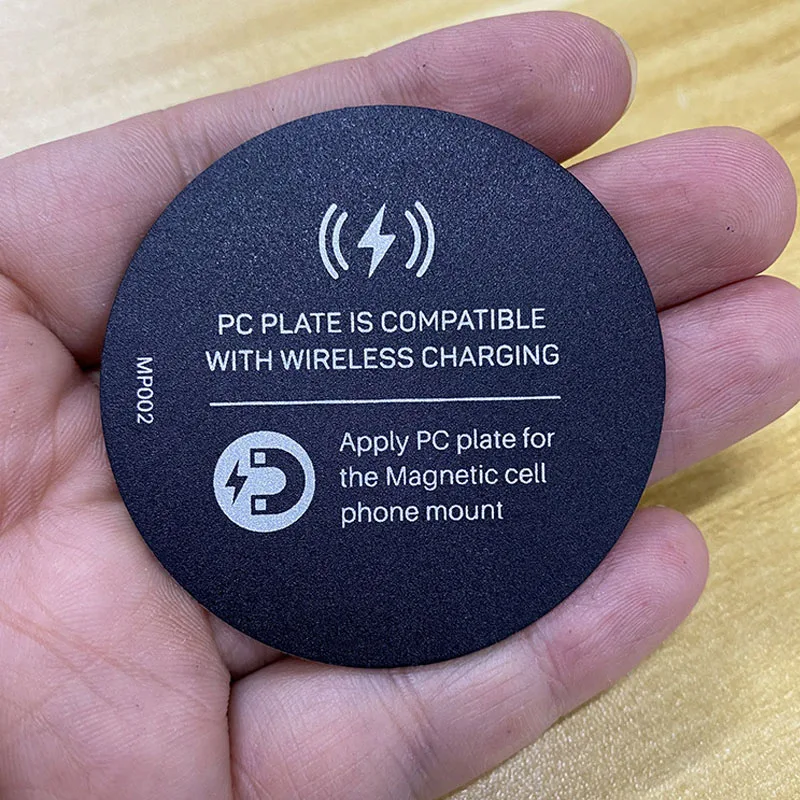 PC PLATE IS COMPATIBLE
WITH WIRELESS CHARGING
MP002
Apply PC plate for
the Magnetic cell
phone mount